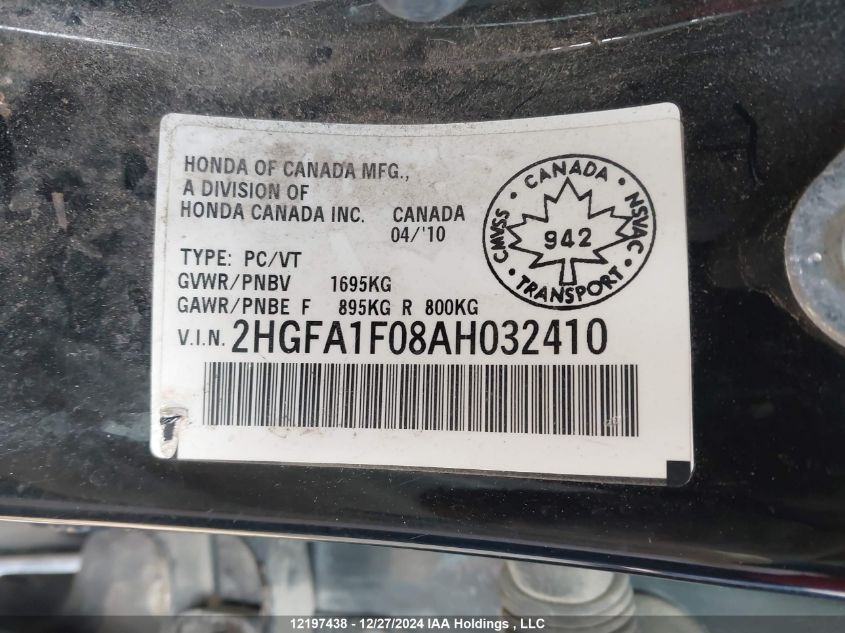 HONDA OF CANADA MFG.,
A DIVISION OF
HONDA CANADA INC. CANADA
04/'10
TYPE: PC/VT
GVWR/PNBV 1695KG
GAWR/PNBE F 895KG R 800KG
V.I.N. 2HGFA1F08AH032410
CANADA
CMVSS
942
NSVAC
TRANSPORT
12197438 - 12/27/2024 IAA Holdings , LLC